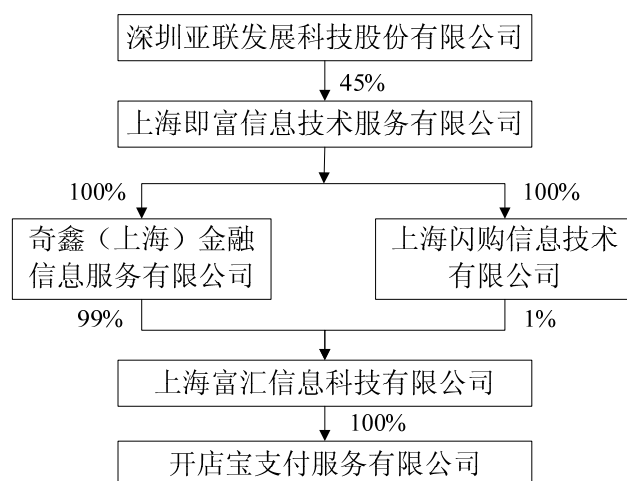 深圳亚联发展科技股份有限公司
45%
上海即富信息技术服务有限公司
100%
100%
奇鑫（上海）金融
信息服务有限公司
上海闪购信息技术
有限公司
99%
1%
上海富汇信息科技有限公司
100%
开店宝支付服务有限公司